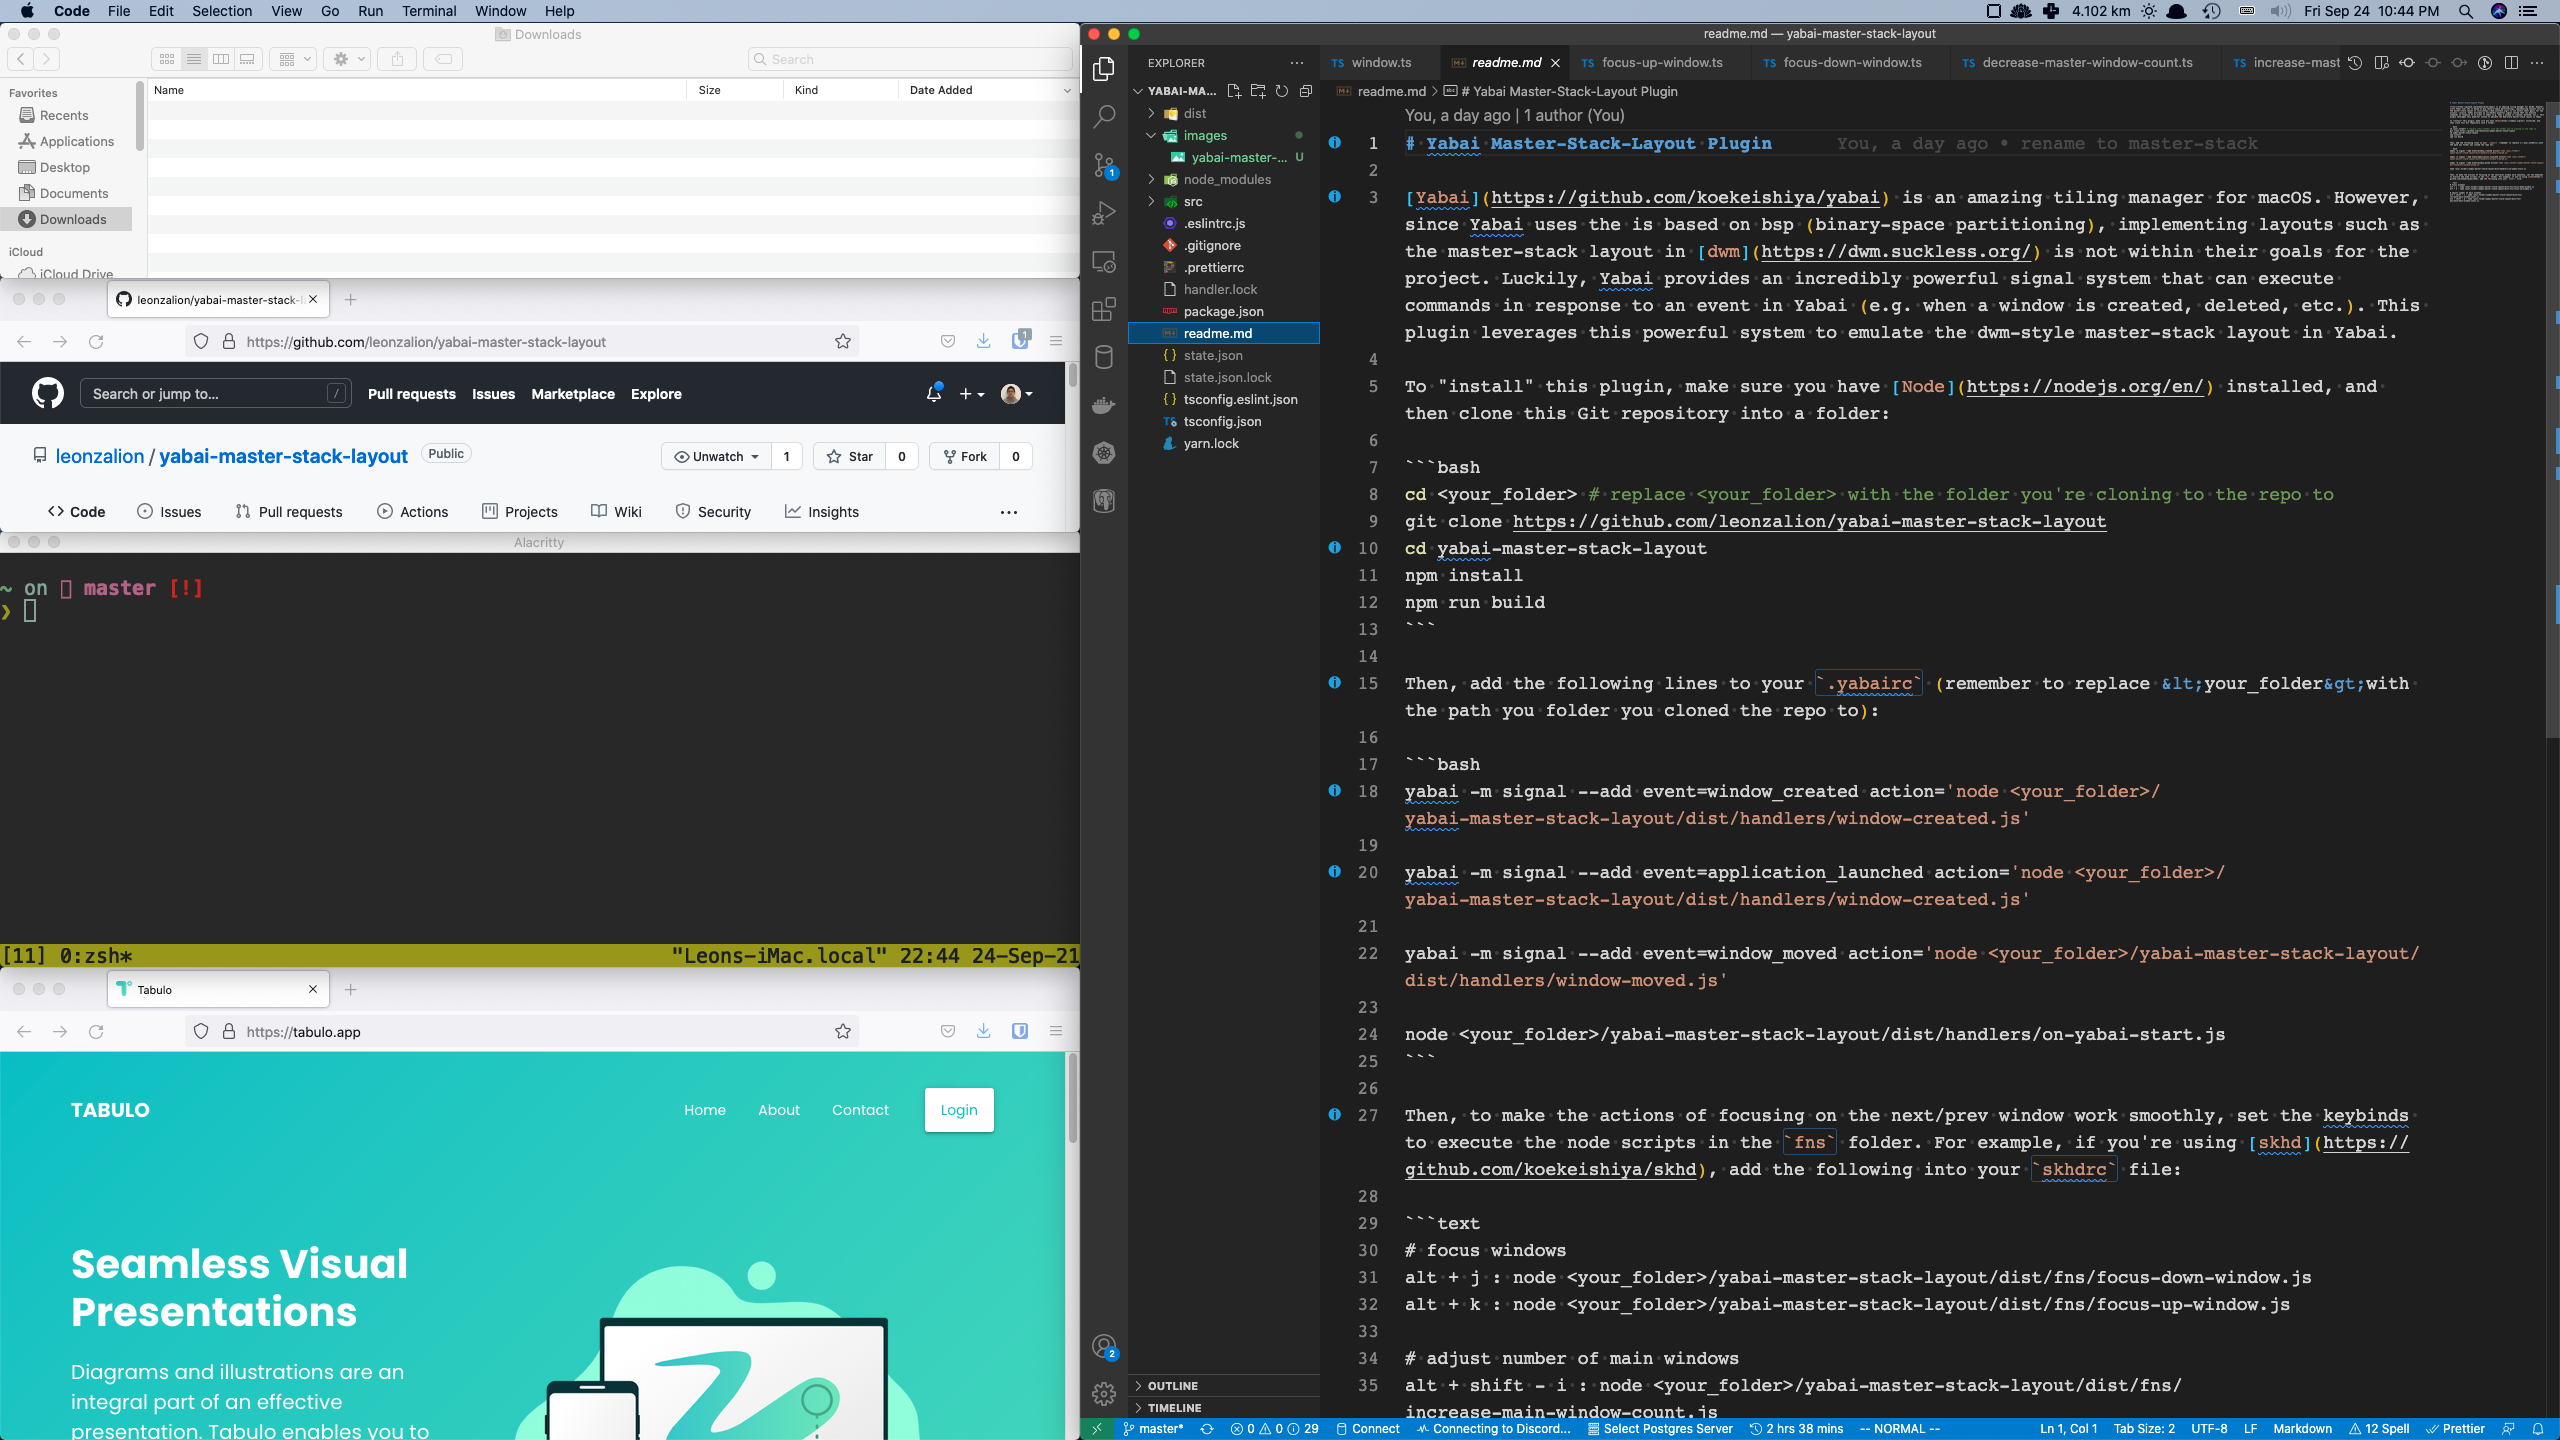 Code File Edit Selection View Go Run Terminal Window Help
4.102 km Fri Sep 24 10:44 PM
Downloads
Search
Favorites
Recents
Applications
Desktop
Documents
Downloads
iCloud
iCloud Drive
Name Size Kind Date Added
leonzalion/yabai-master-stack-l
https://github.com/leonzalion/yabai-master-stack-layout
1
Search or jump to... /
Pull requests Issues Marketplace Explore
leonzalion / yabai-master-stack-layout Public
Unwatch 1 Star 0 Fork 0
Code Issues Pull requests Actions Projects Wiki Security Insights
Alacritty
~ on master [!]
❯
[11] 0:zsh* "Leons-iMac.local" 22:44 24-Sep-21
Tabulo
https://tabulo.app
TABULO Home About Contact Login
Seamless Visual
Presentations
Diagrams and illustrations are an
integral part of an effective
presentation. Tabulo enables you to
readme.md — yabai-master-stack-layout
EXPLORER
YABAI-MA...
dist
images
yabai-master-... U
node_modules
src
.eslintrc.js
.gitignore
.prettierrc
handler.lock
package.json
readme.md
state.json
state.json.lock
tsconfig.eslint.json
tsconfig.json
yarn.lock
OUTLINE
TIMELINE
1
2
TS window.ts readme.md TS focus-up-window.ts TS focus-down-window.ts TS decrease-master-window-count.ts TS increase-mast
readme.md > # Yabai Master-Stack-Layout Plugin
You, a day ago | 1 author (You)
1 # Yabai Master-Stack-Layout Plugin You, a day ago • rename to master-stack
2
3 [Yabai](https://github.com/koekeishiya/yabai) is an amazing tiling manager for macOS. However,
since Yabai uses the is based on bsp (binary-space partitioning), implementing layouts such as
the master-stack layout in [dwm](https://dwm.suckless.org/) is not within their goals for the
project. Luckily, Yabai provides an incredibly powerful signal system that can execute
commands in response to an event in Yabai (e.g. when a window is created, deleted, etc.). This
plugin leverages this powerful system to emulate the dwm-style master-stack layout in Yabai.
4
5 To "install" this plugin, make sure you have [Node](https://nodejs.org/en/) installed, and
then clone this Git repository into a folder:
6
7 ```bash
8 cd <your_folder> # replace <your_folder> with the folder you're cloning to the repo to
9 git clone https://github.com/leonzalion/yabai-master-stack-layout
10 cd yabai-master-stack-layout
11 npm install
12 npm run build
13 ```
14
15 Then, add the following lines to your `.yabairc` (remember to replace &lt;your_folder&gt;with
the path you folder you cloned the repo to):
16
17 ```bash
18 yabai -m signal --add event=window_created action='node <your_folder>/
yabai-master-stack-layout/dist/handlers/window-created.js'
19
20 yabai -m signal --add event=application_launched action='node <your_folder>/
yabai-master-stack-layout/dist/handlers/window-created.js'
21
22 yabai -m signal --add event=window_moved action='node <your_folder>/yabai-master-stack-layout/
dist/handlers/window-moved.js'
23
24 node <your_folder>/yabai-master-stack-layout/dist/handlers/on-yabai-start.js
25 ```
26
27 Then, to make the actions of focusing on the next/prev window work smoothly, set the keybinds
to execute the node scripts in the `fns` folder. For example, if you're using [skhd](https://
github.com/koekeishiya/skhd), add the following into your `skhdrc` file:
28
29 ```text
30 # focus windows
31 alt + j : node <your_folder>/yabai-master-stack-layout/dist/fns/focus-down-window.js
32 alt + k : node <your_folder>/yabai-master-stack-layout/dist/fns/focus-up-window.js
33
34 # adjust number of main windows
35 alt + shift - i : node <your_folder>/yabai-master-stack-layout/dist/fns/
increase-main-window-count.js
master* 0 0 29 Connect Connecting to Discord... Select Postgres Server 2 hrs 38 mins -- NORMAL -- Ln 1, Col 1 Tab Size: 2 UTF-8 LF Markdown 12 Spell Prettier